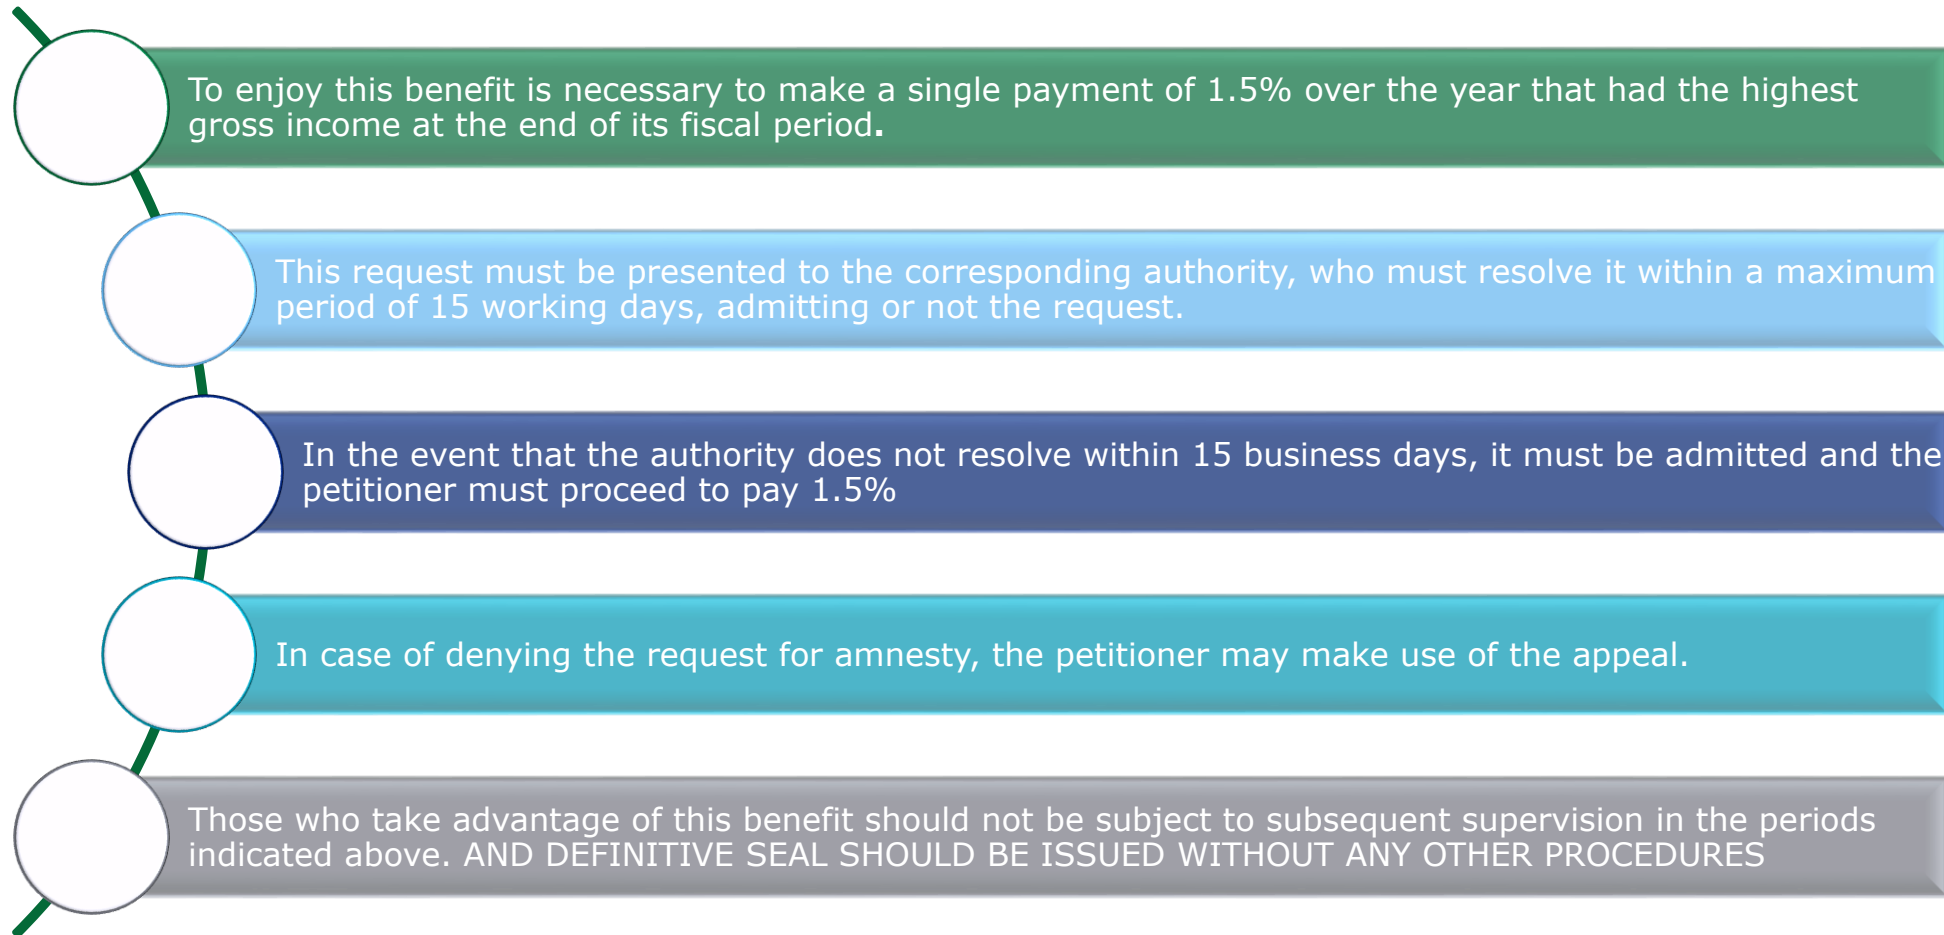 To enjoy this benefit is necessary to make a single payment of 1.5% over the year that had the highest
gross income at the end of its fiscal period.
This request must be presented to the corresponding authority, who must resolve it within a maximum
period of 15 working days, admitting or not the request.
In the event that the authority does not resolve within 15 business days, it must be admitted and the
petitioner must proceed to pay 1.5%
In case of denying the request for amnesty, the petitioner may make use of the appeal.
Those who take advantage of this benefit should not be subject to subsequent supervision in the periods
indicated above. AND DEFINITIVE SEAL SHOULD BE ISSUED WITHOUT ANY OTHER PROCEDURES